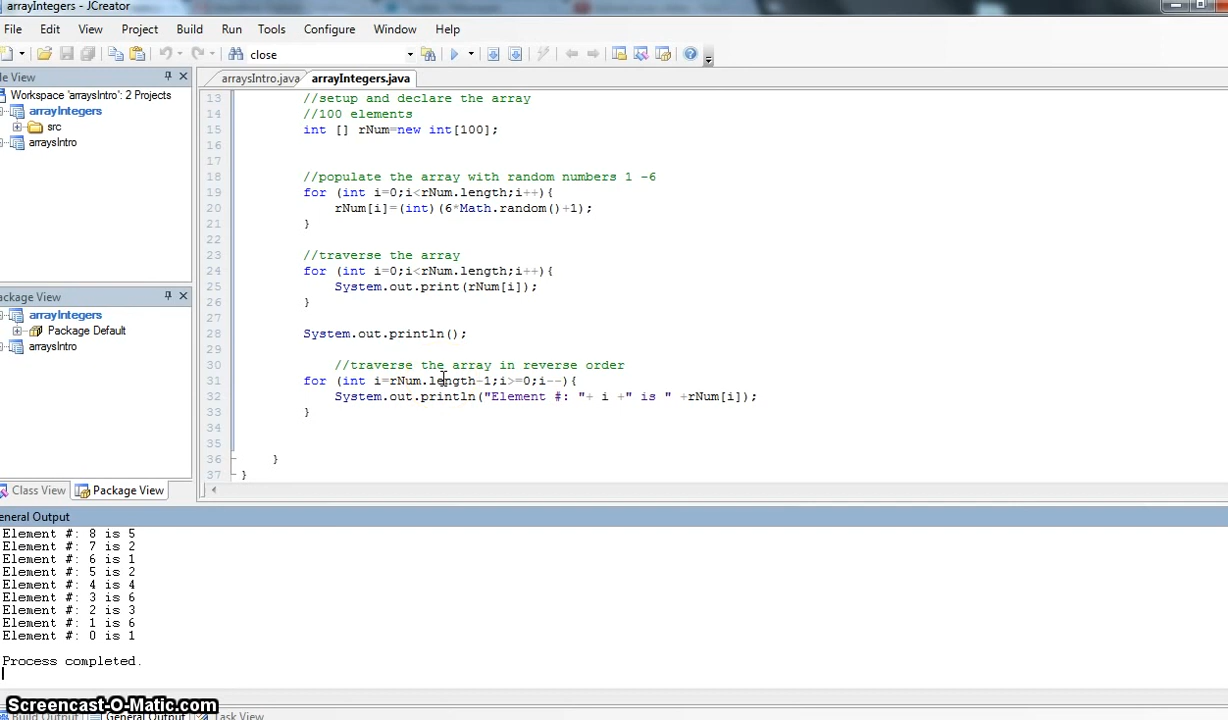 arrayIntegers - JCreator
File Edit View Project Build Run Tools Configure Window Help
close
View
arraysIntro.java arrayIntegers.java
Workspace 'arraysIntro': 2 Projects
arrayIntegers
src
arraysIntro
13 //setup and declare the array
14 //100 elements
15 int [] rNum=new int[100];
16
17
18 //populate the array with random numbers 1 -6
19 for (int i=0;i<rNum.length;i++){
20 rNum[i]=(int)(6*Math.random()+1);
21 }
22
23 //traverse the array
24 for (int i=0;i<rNum.length;i++){
25 System.out.print(rNum[i]);
26 }
27
28 System.out.println();
29
30 //traverse the array in reverse order
31 for (int i=rNum.length-1;i>=0;i--){
32 System.out.println("Element #: "+ i +" is " +rNum[i]);
33 }
34
35
36 }
37 }
ackage View
arrayIntegers
Package Default
arraysIntro
Class View Package View
eneral Output
Element #: 8 is 5
Element #: 7 is 2
Element #: 6 is 1
Element #: 5 is 2
Element #: 4 is 4
Element #: 3 is 6
Element #: 2 is 3
Element #: 1 is 6
Element #: 0 is 1
Process completed.
Screencast-O-Matic.com
Build Output General Output Task View